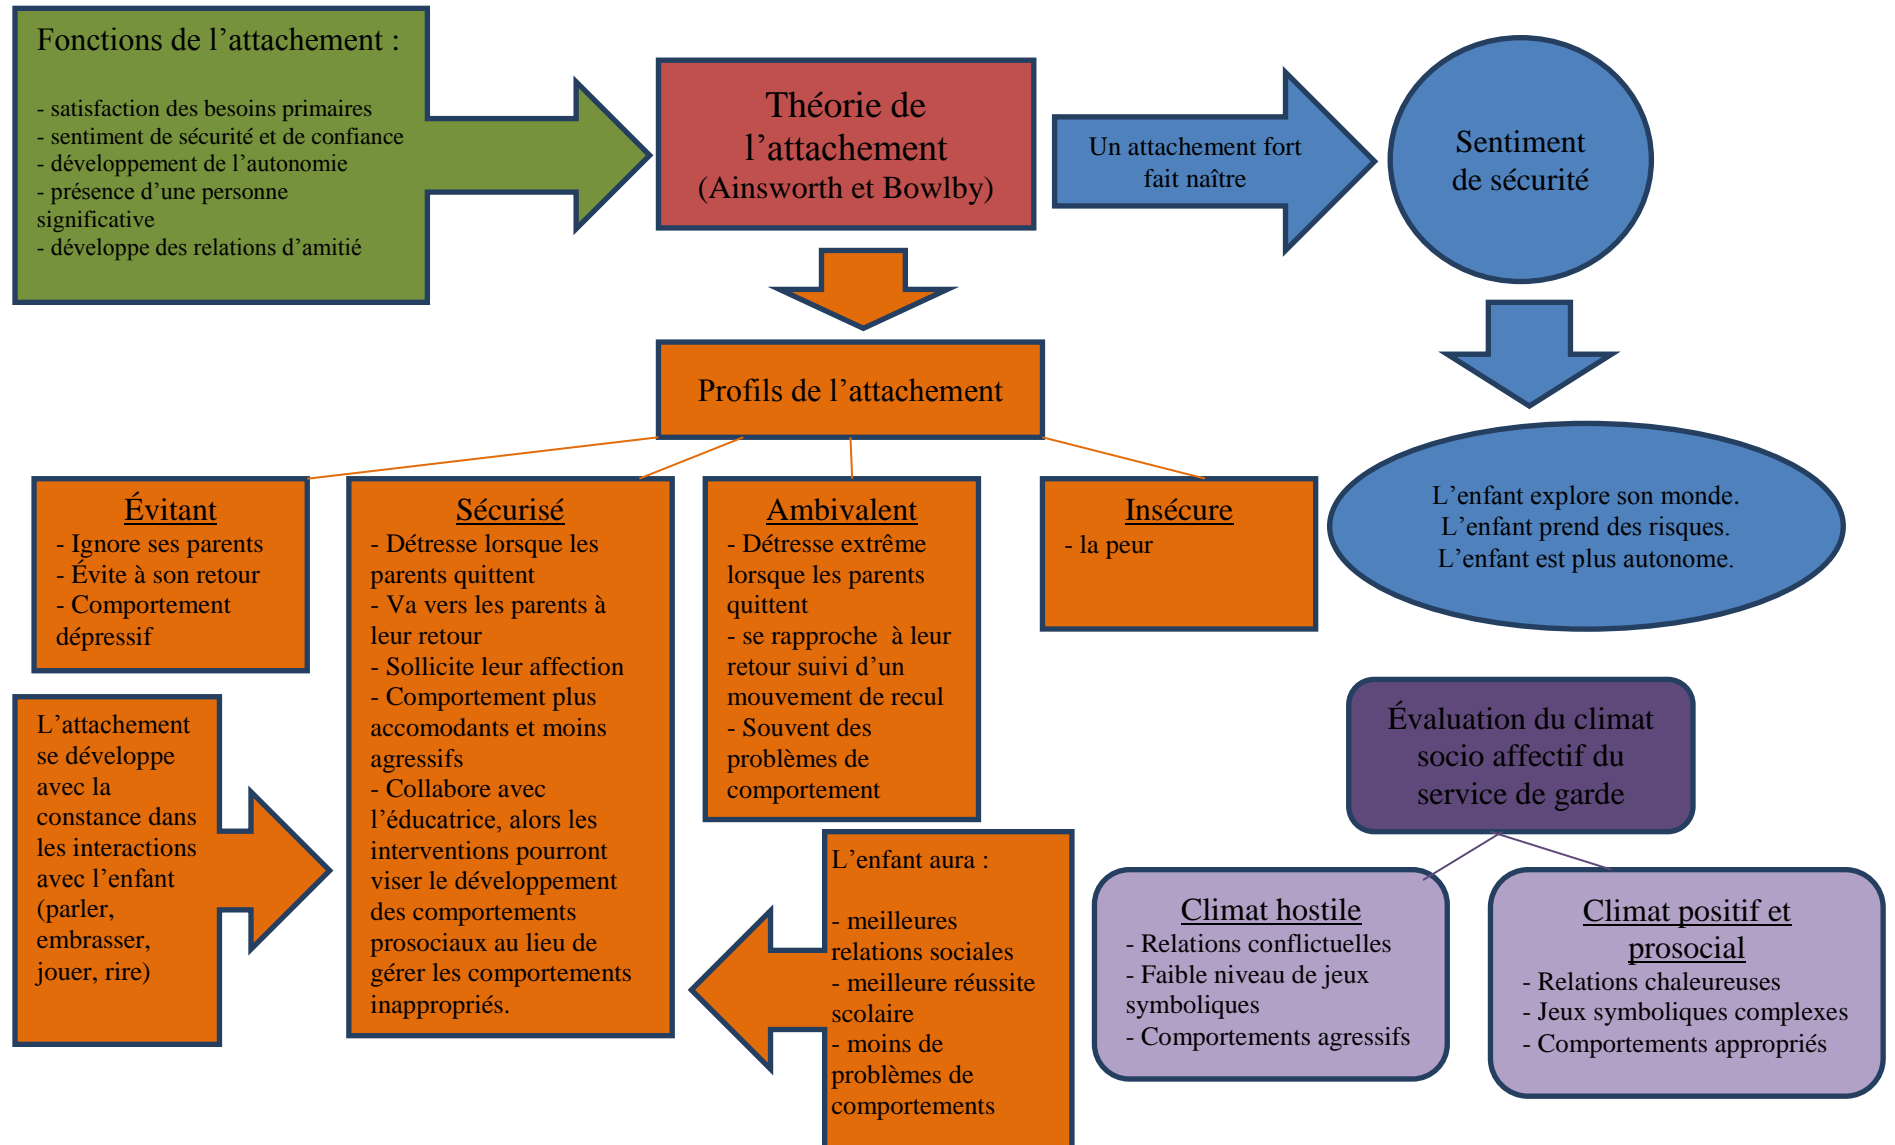 Fonctions de l’attachement :
- satisfaction des besoins primaires
- sentiment de sécurité et de confiance
- développement de l’autonomie
- présence d’une personne
significative
- développe des relations d’amitié
Théorie de
l’attachement
(Ainsworth et Bowlby)
Un attachement fort
fait naître
Sentiment
de sécurité
Profils de l’attachement
Évitant
- Ignore ses parents
- Évite à son retour
- Comportement
dépressif
Sécurisé
- Détresse lorsque les
parents quittent
- Va vers les parents à
leur retour
- Sollicite leur affection
- Comportement plus
accomodants et moins
agressifs
- Collabore avec
l’éducatrice, alors les
interventions pourront
viser le développement
des comportements
prosociaux au lieu de
gérer les comportements
inappropriés.
Ambivalent
- Détresse extrême
lorsque les parents
quittent
- se rapproche  à leur
retour suivi d’un
mouvement de recul
- Souvent des
problèmes de
comportement
Insécure
- la peur
L’enfant explore son monde.
L’enfant prend des risques.
L’enfant est plus autonome.
L’attachement
se développe
avec la
constance dans
les interactions
avec l’enfant
(parler,
embrasser,
jouer, rire)
L’enfant aura :
- meilleures
relations sociales
- meilleure réussite
scolaire
- moins de
problèmes de
comportements
Évaluation du climat
socio affectif du
service de garde
Climat hostile
- Relations conflictuelles
- Faible niveau de jeux
symboliques
- Comportements agressifs
Climat positif et
prosocial
- Relations chaleureuses
- Jeux symboliques complexes
- Comportements appropriés